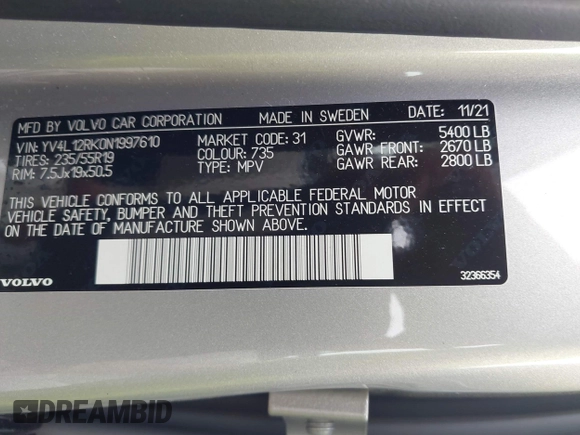 MFD BY VOLVO CAR CORPORATION MADE IN SWEDEN DATE: 11/21
VIN: YV4L12RK0N1997610 MARKET CODE: 31 GVWR: 5400 LB
TIRES: 235/55R19 COLOUR: 735 GAWR FRONT: 2670 LB
RIM: 7.5Jx19x50.5 TYPE: MPV GAWR REAR: 2800 LB
THIS VEHICLE CONFORMS TO ALL APPLICABLE FEDERAL MOTOR
VEHICLE SAFETY, BUMPER AND THEFT PREVENTION STANDARDS IN EFFECT
ON THE DATE OF MANUFACTURE SHOWN ABOVE.
VOLVO 32366354
DREAMBID